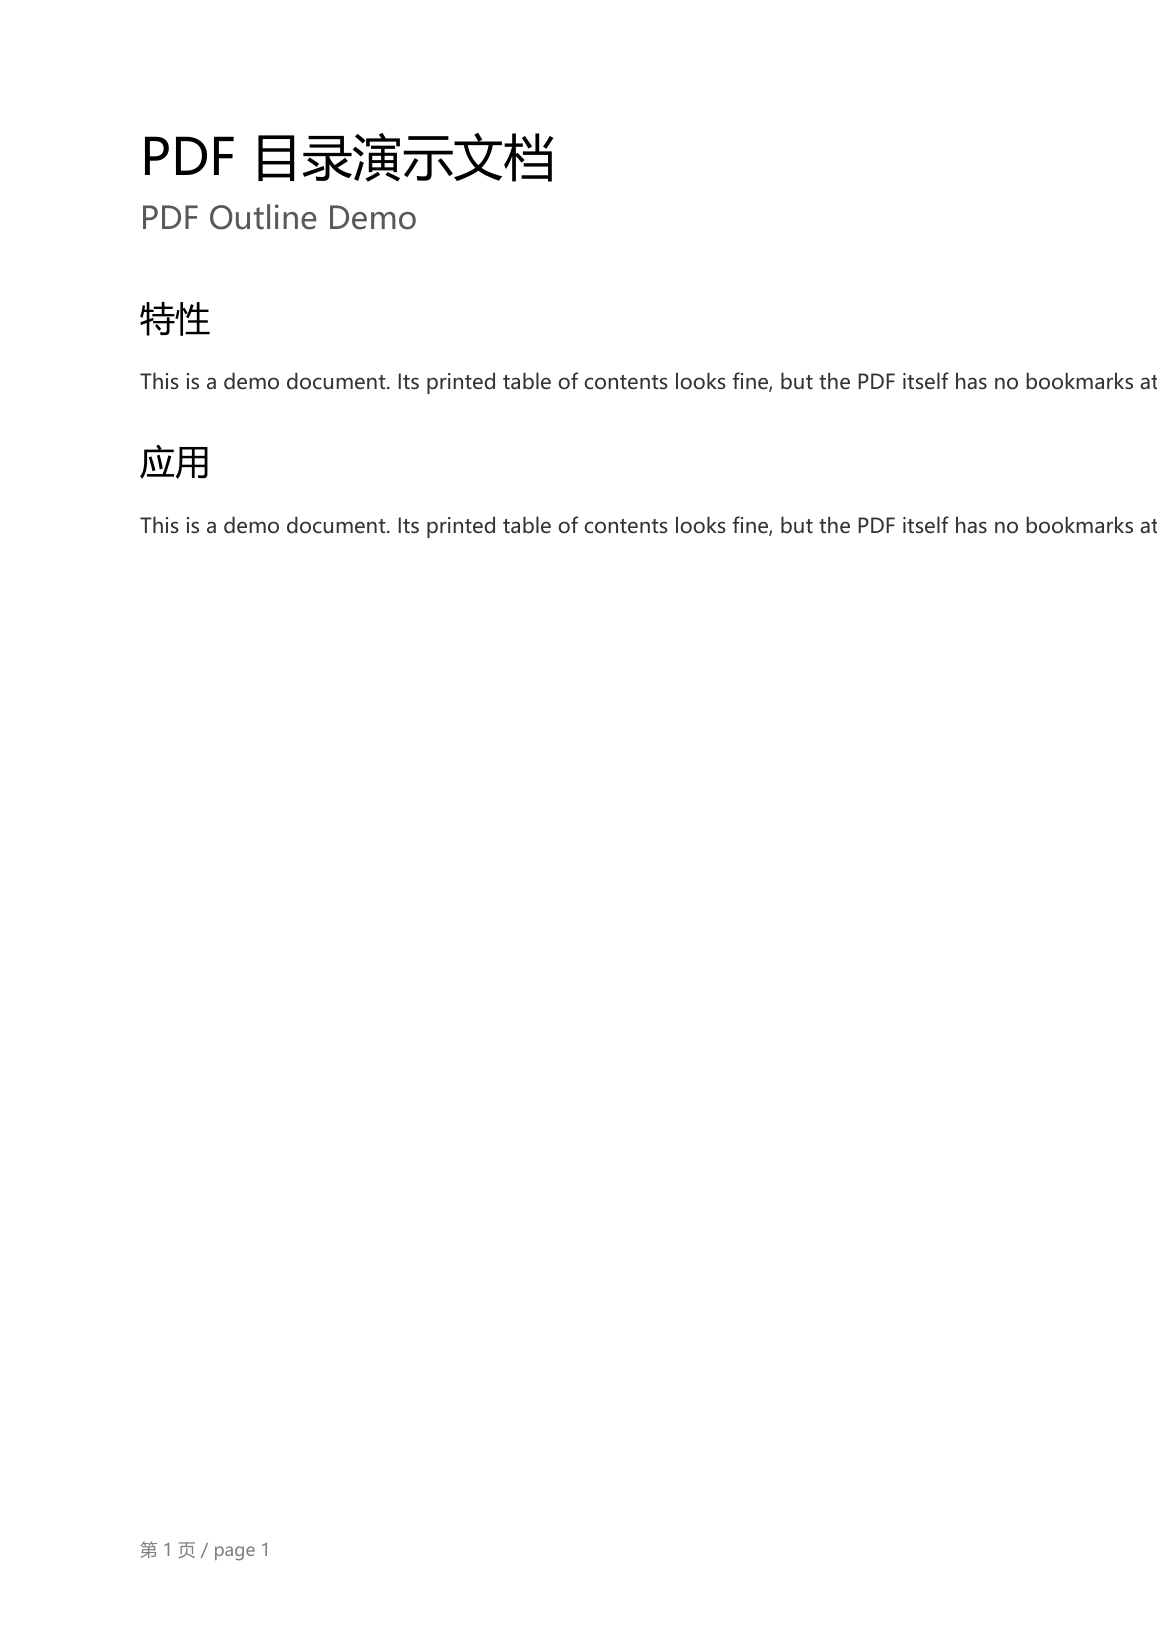 PDF 目录演示文档
PDF Outline Demo
特性
This is a demo document. Its printed table of contents looks fine, but the PDF itself has no bookmarks at
应用
This is a demo document. Its printed table of contents looks fine, but the PDF itself has no bookmarks at
第 1 页 / page 1